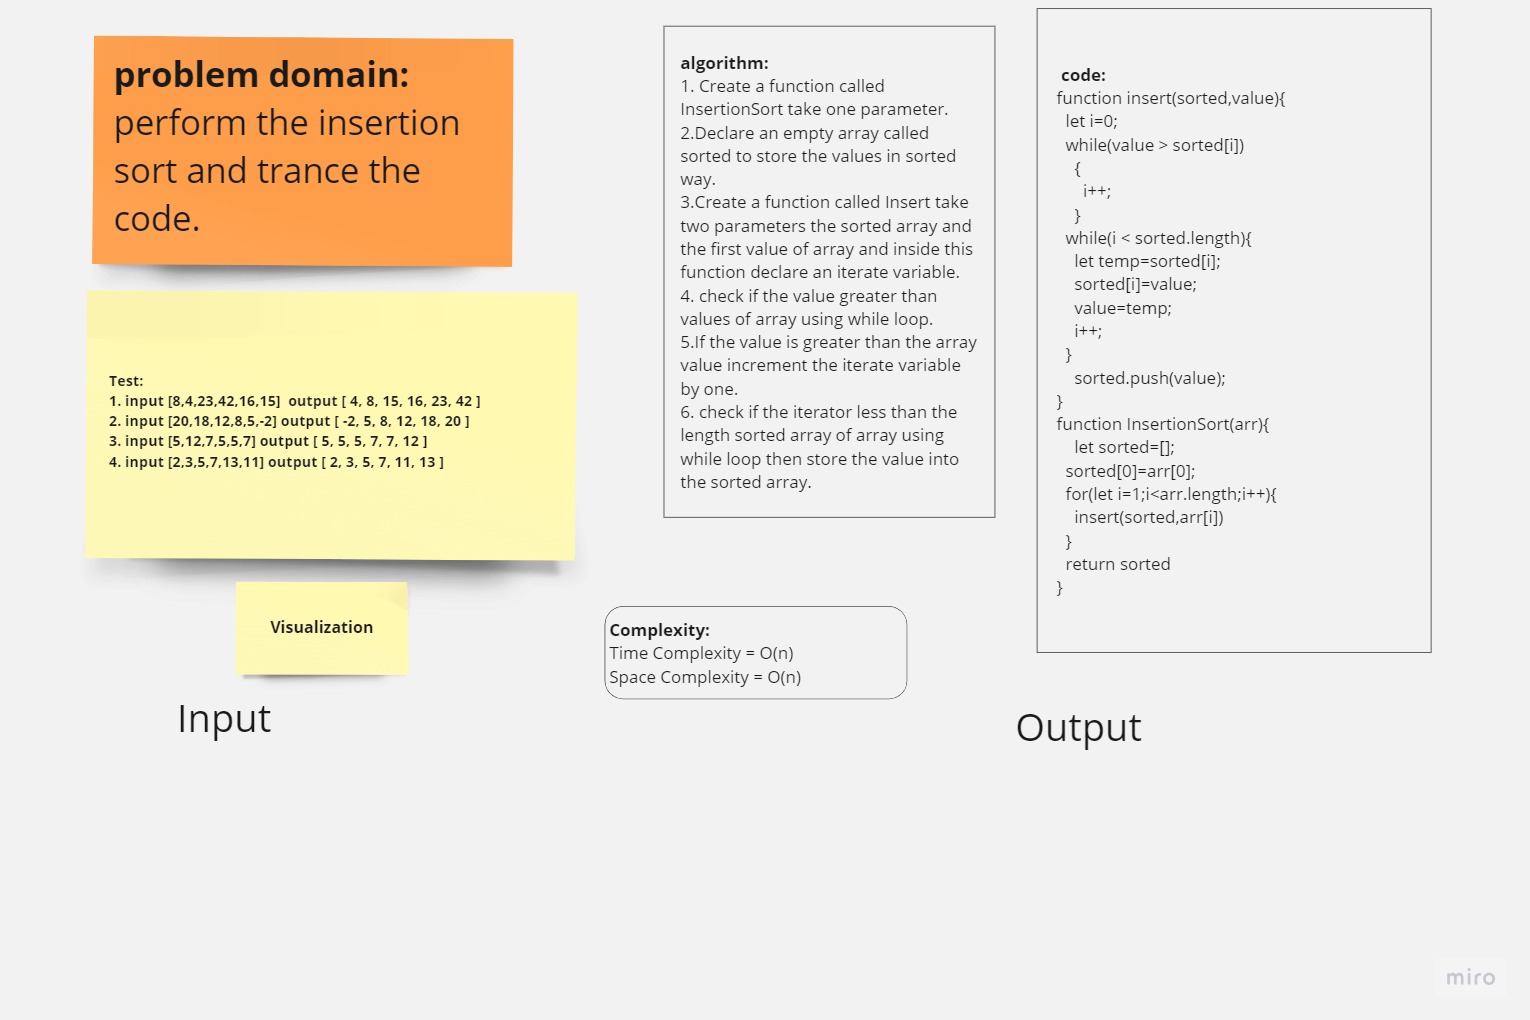 problem domain:
perform the insertion
sort and trance the
code.
Test:
1. input [8,4,23,42,16,15]  output [ 4, 8, 15, 16, 23, 42 ]
2. input [20,18,12,8,5,-2] output [ -2, 5, 8, 12, 18, 20 ]
3. input [5,12,7,5,5,7] output [ 5, 5, 5, 7, 7, 12 ]
4. input [2,3,5,7,13,11] output [ 2, 3, 5, 7, 11, 13 ]
Visualization
Input
algorithm:
1. Create a function called
InsertionSort take one parameter.
2.Declare an empty array called
sorted to store the values in sorted
way.
3.Create a function called Insert take
two parameters the sorted array and
the first value of array and inside this
function declare an iterate variable.
4. check if the value greater than
values of array using while loop.
5.If the value is greater than the array
value increment the iterate variable
by one.
6. check if the iterator less than the
length sorted array of array using
while loop then store the value into
the sorted array.
Complexity:
Time Complexity = O(n)
Space Complexity = O(n)
code:
function insert(sorted,value){
let i=0;
while(value > sorted[i])
{
i++;
}
while(i < sorted.length){
let temp=sorted[i];
sorted[i]=value;
value=temp;
i++;
}
sorted.push(value);
}
function InsertionSort(arr){
let sorted=[];
sorted[0]=arr[0];
for(let i=1;i<arr.length;i++){
insert(sorted,arr[i])
}
return sorted
}
Output
miro